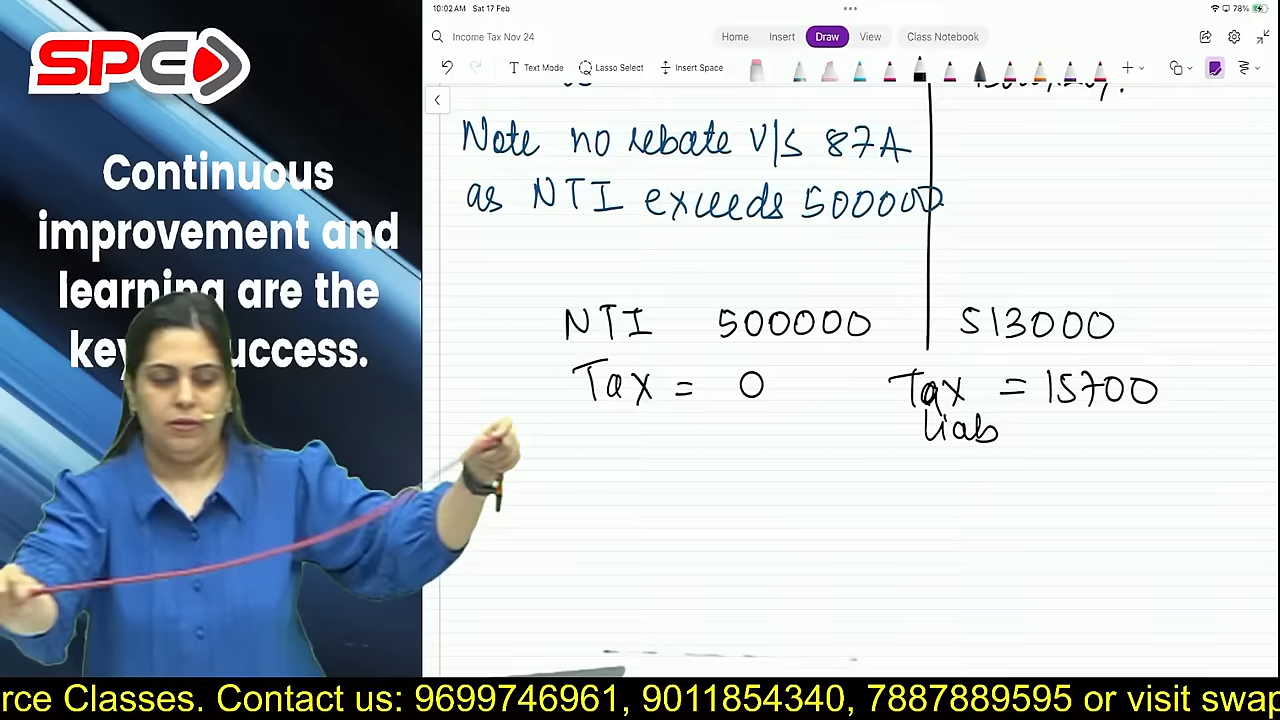 10:02 AM Sat 17 Feb
78%
Income Tax Nov 24
Home Insert Draw View Class Notebook
Text Mode Lasso Select Insert Space
SPC
Continuous
improvement and
learning are the
key success.
Note no rebate V/S 87A
as NTI exceeds 500000
NTI 500000 513000
Tax = 0 Tax = 15700
liab
rce Classes. Contact us: 9699746961, 9011854340, 7887889595 or visit swap